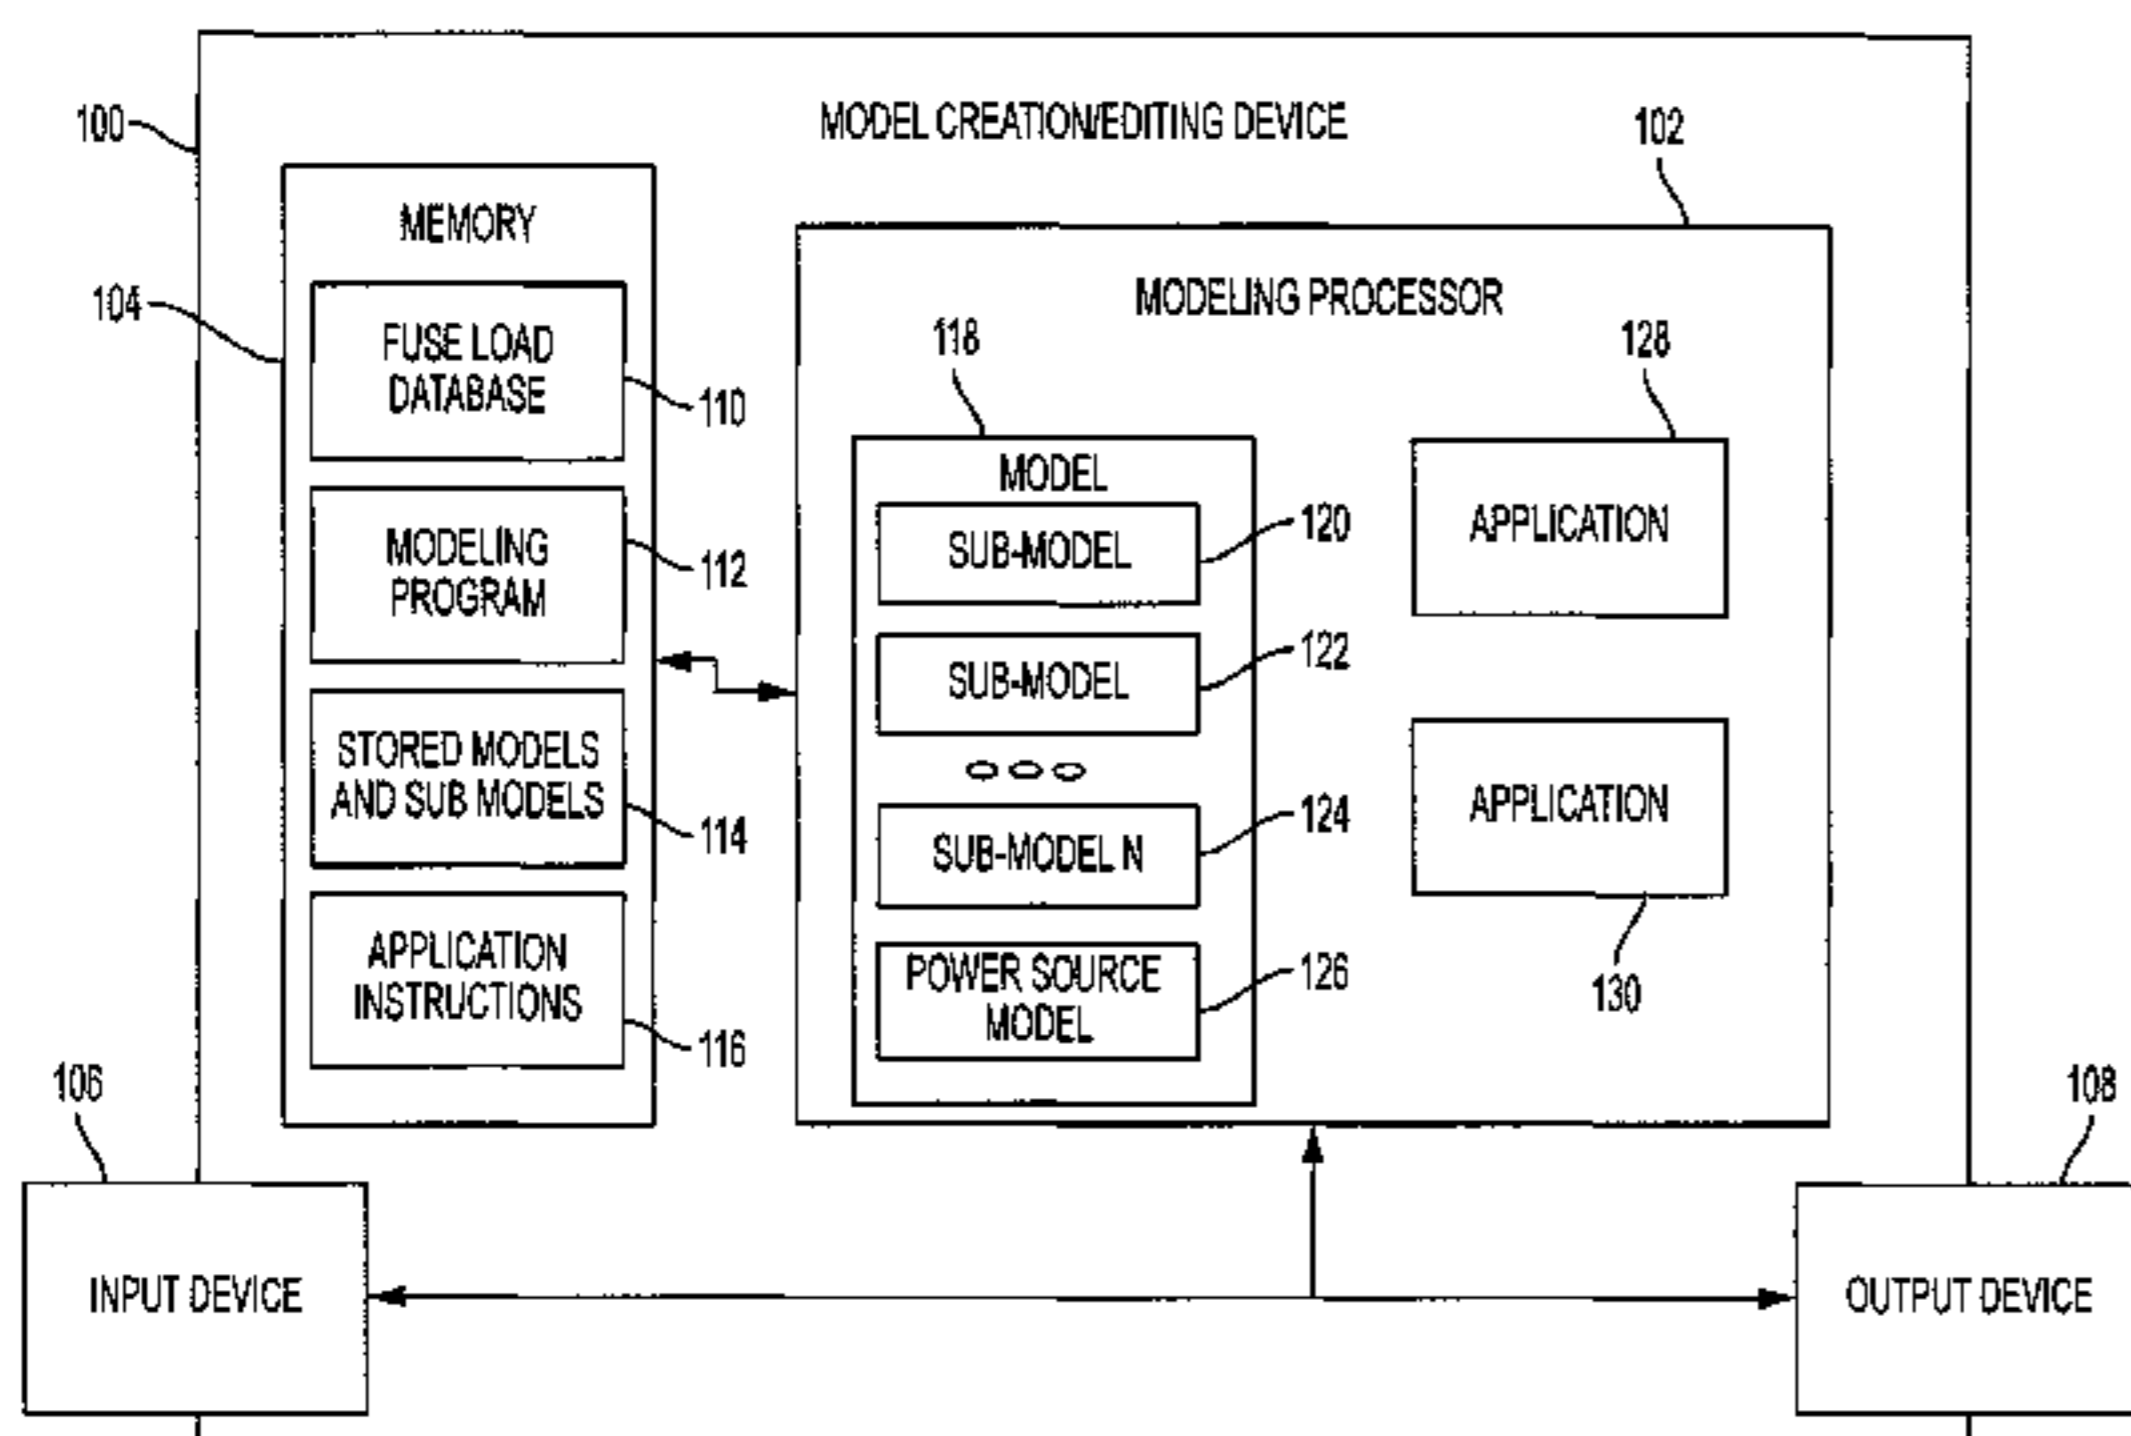 MODEL CREATION/EDITING DEVICE
100
102
MEMORY
104
FUSE LOAD
DATABASE
110
MODELING
PROGRAM
112
STORED MODELS
AND SUB MODELS
114
APPLICATION
INSTRUCTIONS
116
MODELING PROCESSOR
118
MODEL
SUB-MODEL
120
SUB-MODEL
122
SUB-MODEL N
124
POWER SOURCE
MODEL
126
128
APPLICATION
APPLICATION
130
106
INPUT DEVICE
108
OUTPUT DEVICE